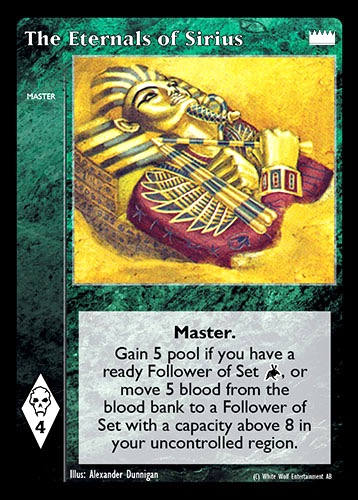 The Eternals of Sirius
MASTER
Master.
Gain 5 pool if you have a
ready Follower of Set , or
move 5 blood from the
blood bank to a Follower of
Set with a capacity above 8 in
your uncontrolled region.
4
Illus: Alexander Dunnigan
(C) White Wolf Entertainment AB